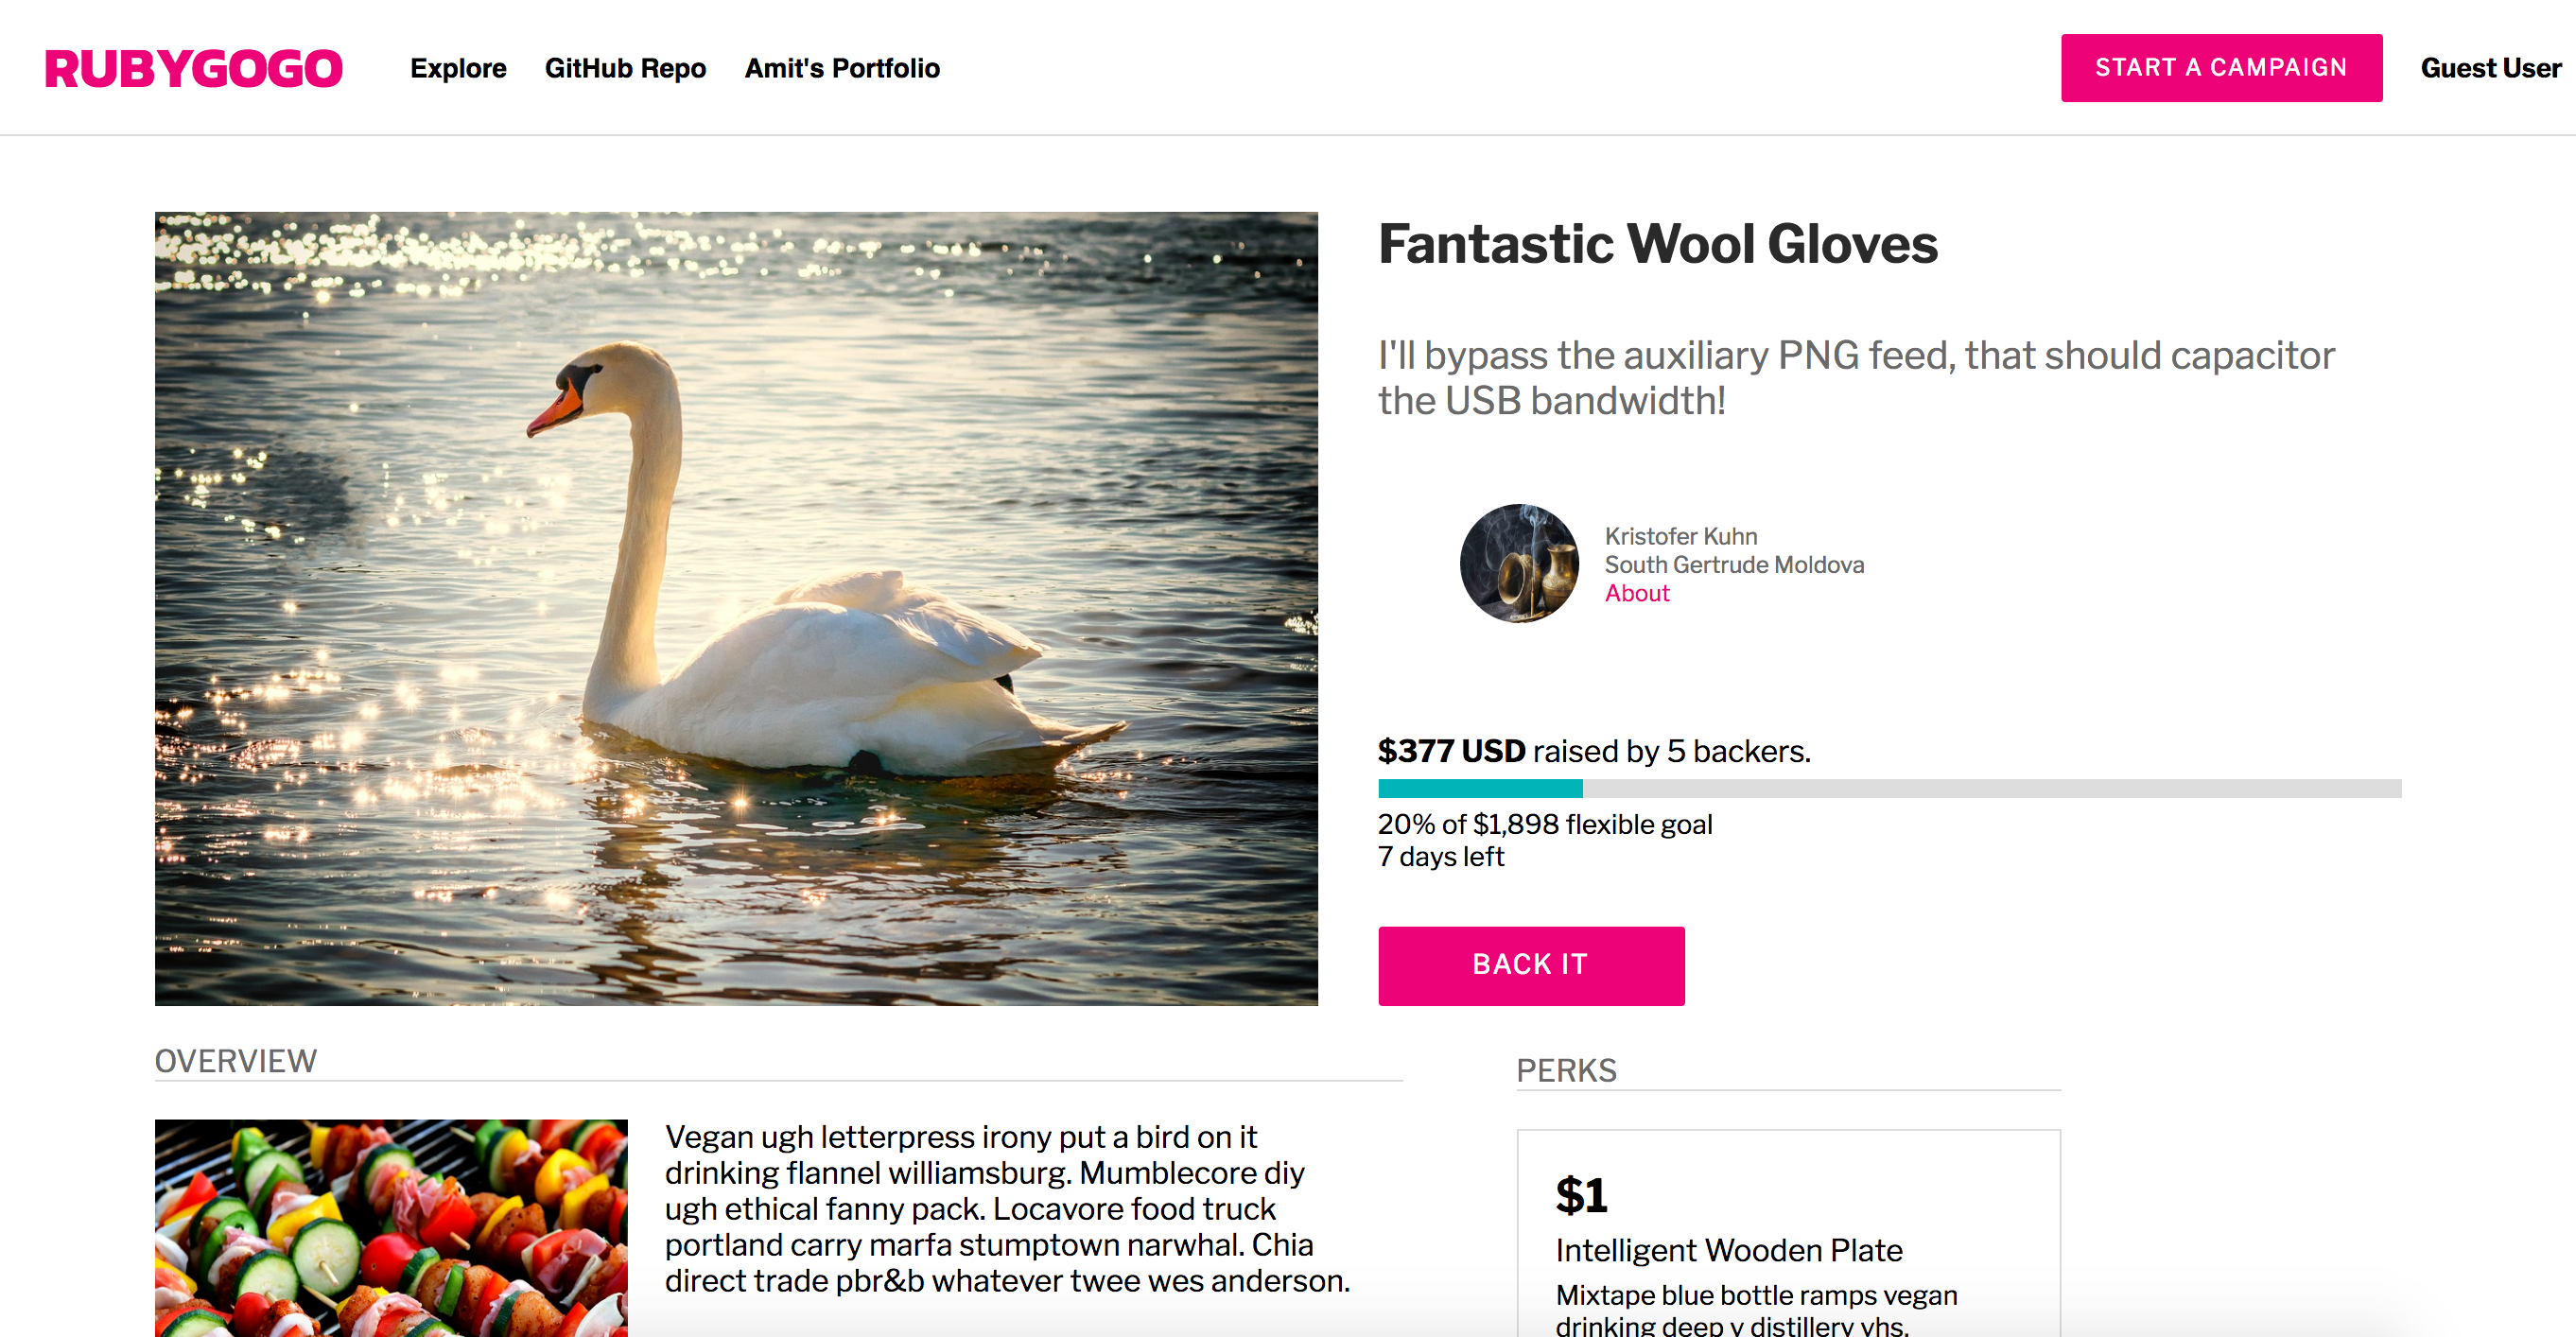 RUBYGOGO
Explore
GitHub Repo
Amit's Portfolio
START A CAMPAIGN
Guest User
Fantastic Wool Gloves
I'll bypass the auxiliary PNG feed, that should capacitor
the USB bandwidth!
Kristofer Kuhn
South Gertrude Moldova
About
$377 USD raised by 5 backers.
20% of $1,898 flexible goal
7 days left
BACK IT
OVERVIEW
Vegan ugh letterpress irony put a bird on it
drinking flannel williamsburg. Mumblecore diy
ugh ethical fanny pack. Locavore food truck
portland carry marfa stumptown narwhal. Chia
direct trade pbr&b whatever twee wes anderson.
PERKS
$1
Intelligent Wooden Plate
Mixtape blue bottle ramps vegan
drinking deep v distillery vhs.